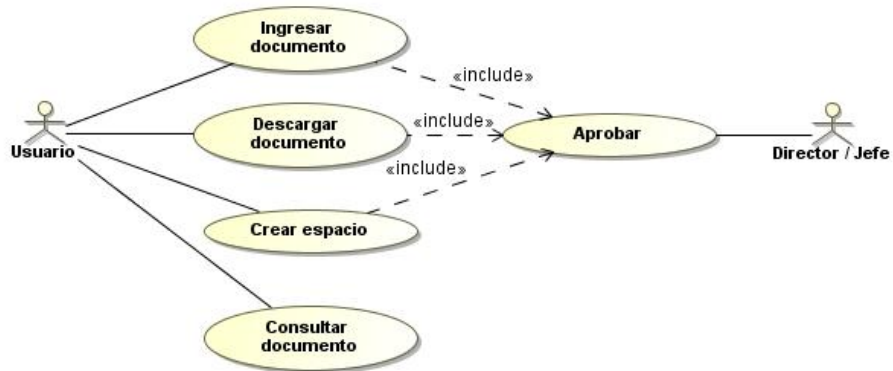 Ingresar
documento
«include»
Descargar
documento
«include»
Aprobar
Usuario
Director / Jefe
«include»
Crear espacio
Consultar
documento